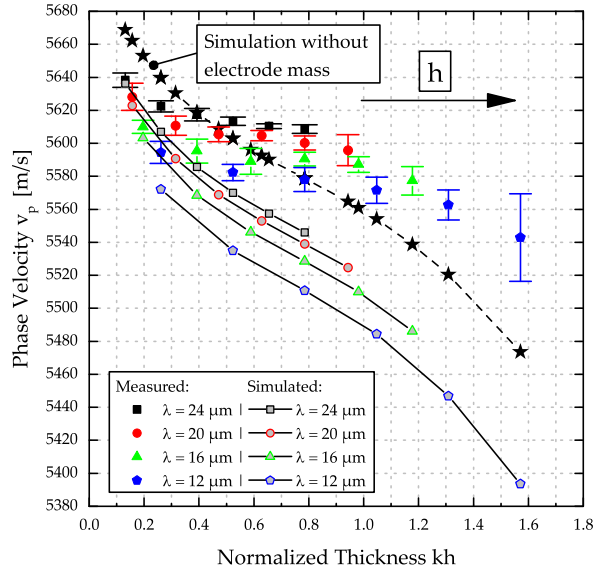 5680
5660
5640
5620
5600
5580
5560
5540
5520
5500
5480
5460
5440
5420
5400
5380
Phase Velocity vp [m/s]
Simulation without
electrode mass
h
Measured: Simulated:
λ = 24 μm | λ = 24 μm
λ = 20 μm | λ = 20 μm
λ = 16 μm | λ = 16 μm
λ = 12 μm | λ = 12 μm
0.0 0.2 0.4 0.6 0.8 1.0 1.2 1.4 1.6 1.8
Normalized Thickness kh